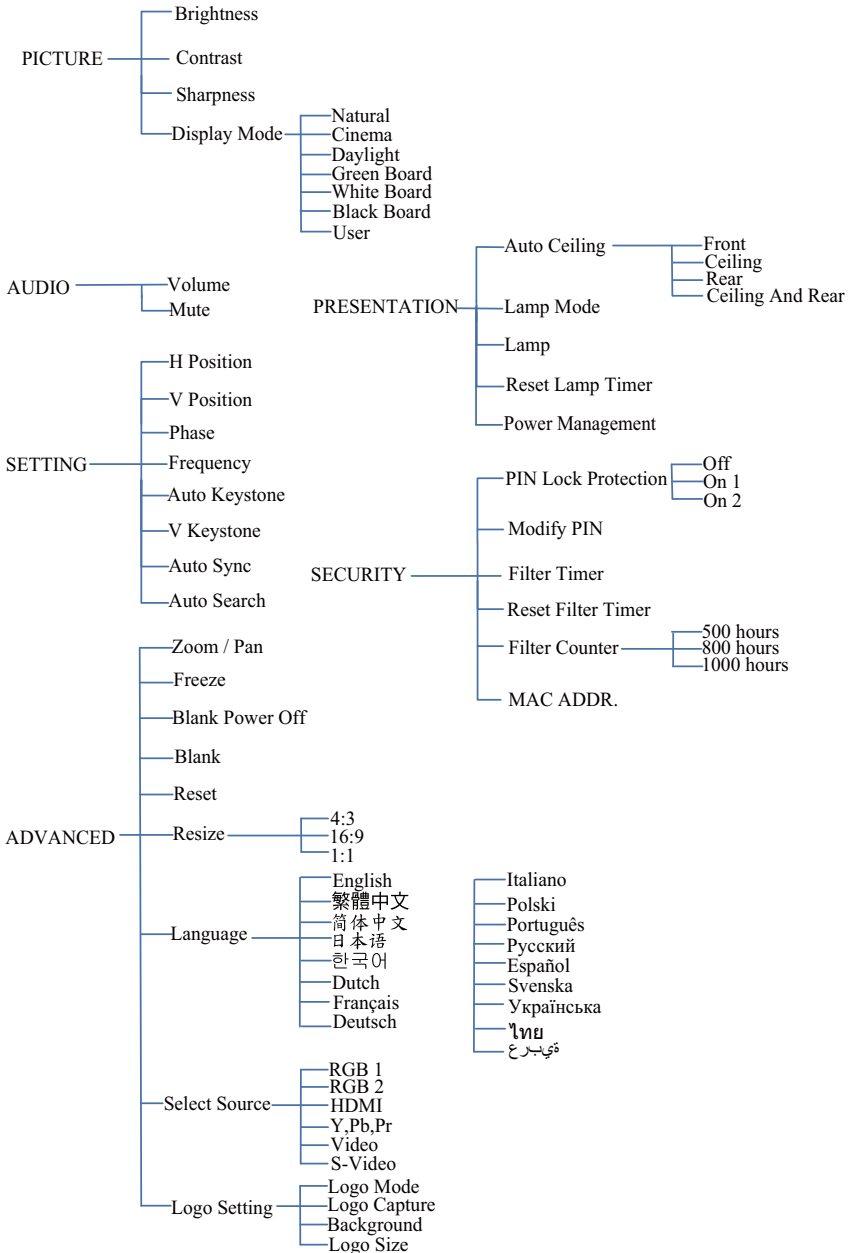 PICTURE
Brightness
Contrast
Sharpness
Display Mode
Natural
Cinema
Daylight
Green Board
White Board
Black Board
User
AUDIO
Volume
Mute
SETTING
H Position
V Position
Phase
Frequency
Auto Keystone
V Keystone
Auto Sync
Auto Search
ADVANCED
Zoom / Pan
Freeze
Blank Power Off
Blank
Reset
Resize
4:3
16:9
1:1
Language
English
繁體中文
简体中文
日本语
한국어
Dutch
Français
Deutsch
Italiano
Polski
Português
Русский
Español
Svenska
Українська
ไทย
ةيبرع
Select Source
RGB 1
RGB 2
HDMI
Y,Pb,Pr
Video
S-Video
Logo Setting
Logo Mode
Logo Capture
Background
Logo Size
PRESENTATION
Auto Ceiling
Front
Ceiling
Rear
Ceiling And Rear
Lamp Mode
Lamp
Reset Lamp Timer
Power Management
SECURITY
PIN Lock Protection
Off
On 1
On 2
Modify PIN
Filter Timer
Reset Filter Timer
Filter Counter
500 hours
800 hours
1000 hours
MAC ADDR.